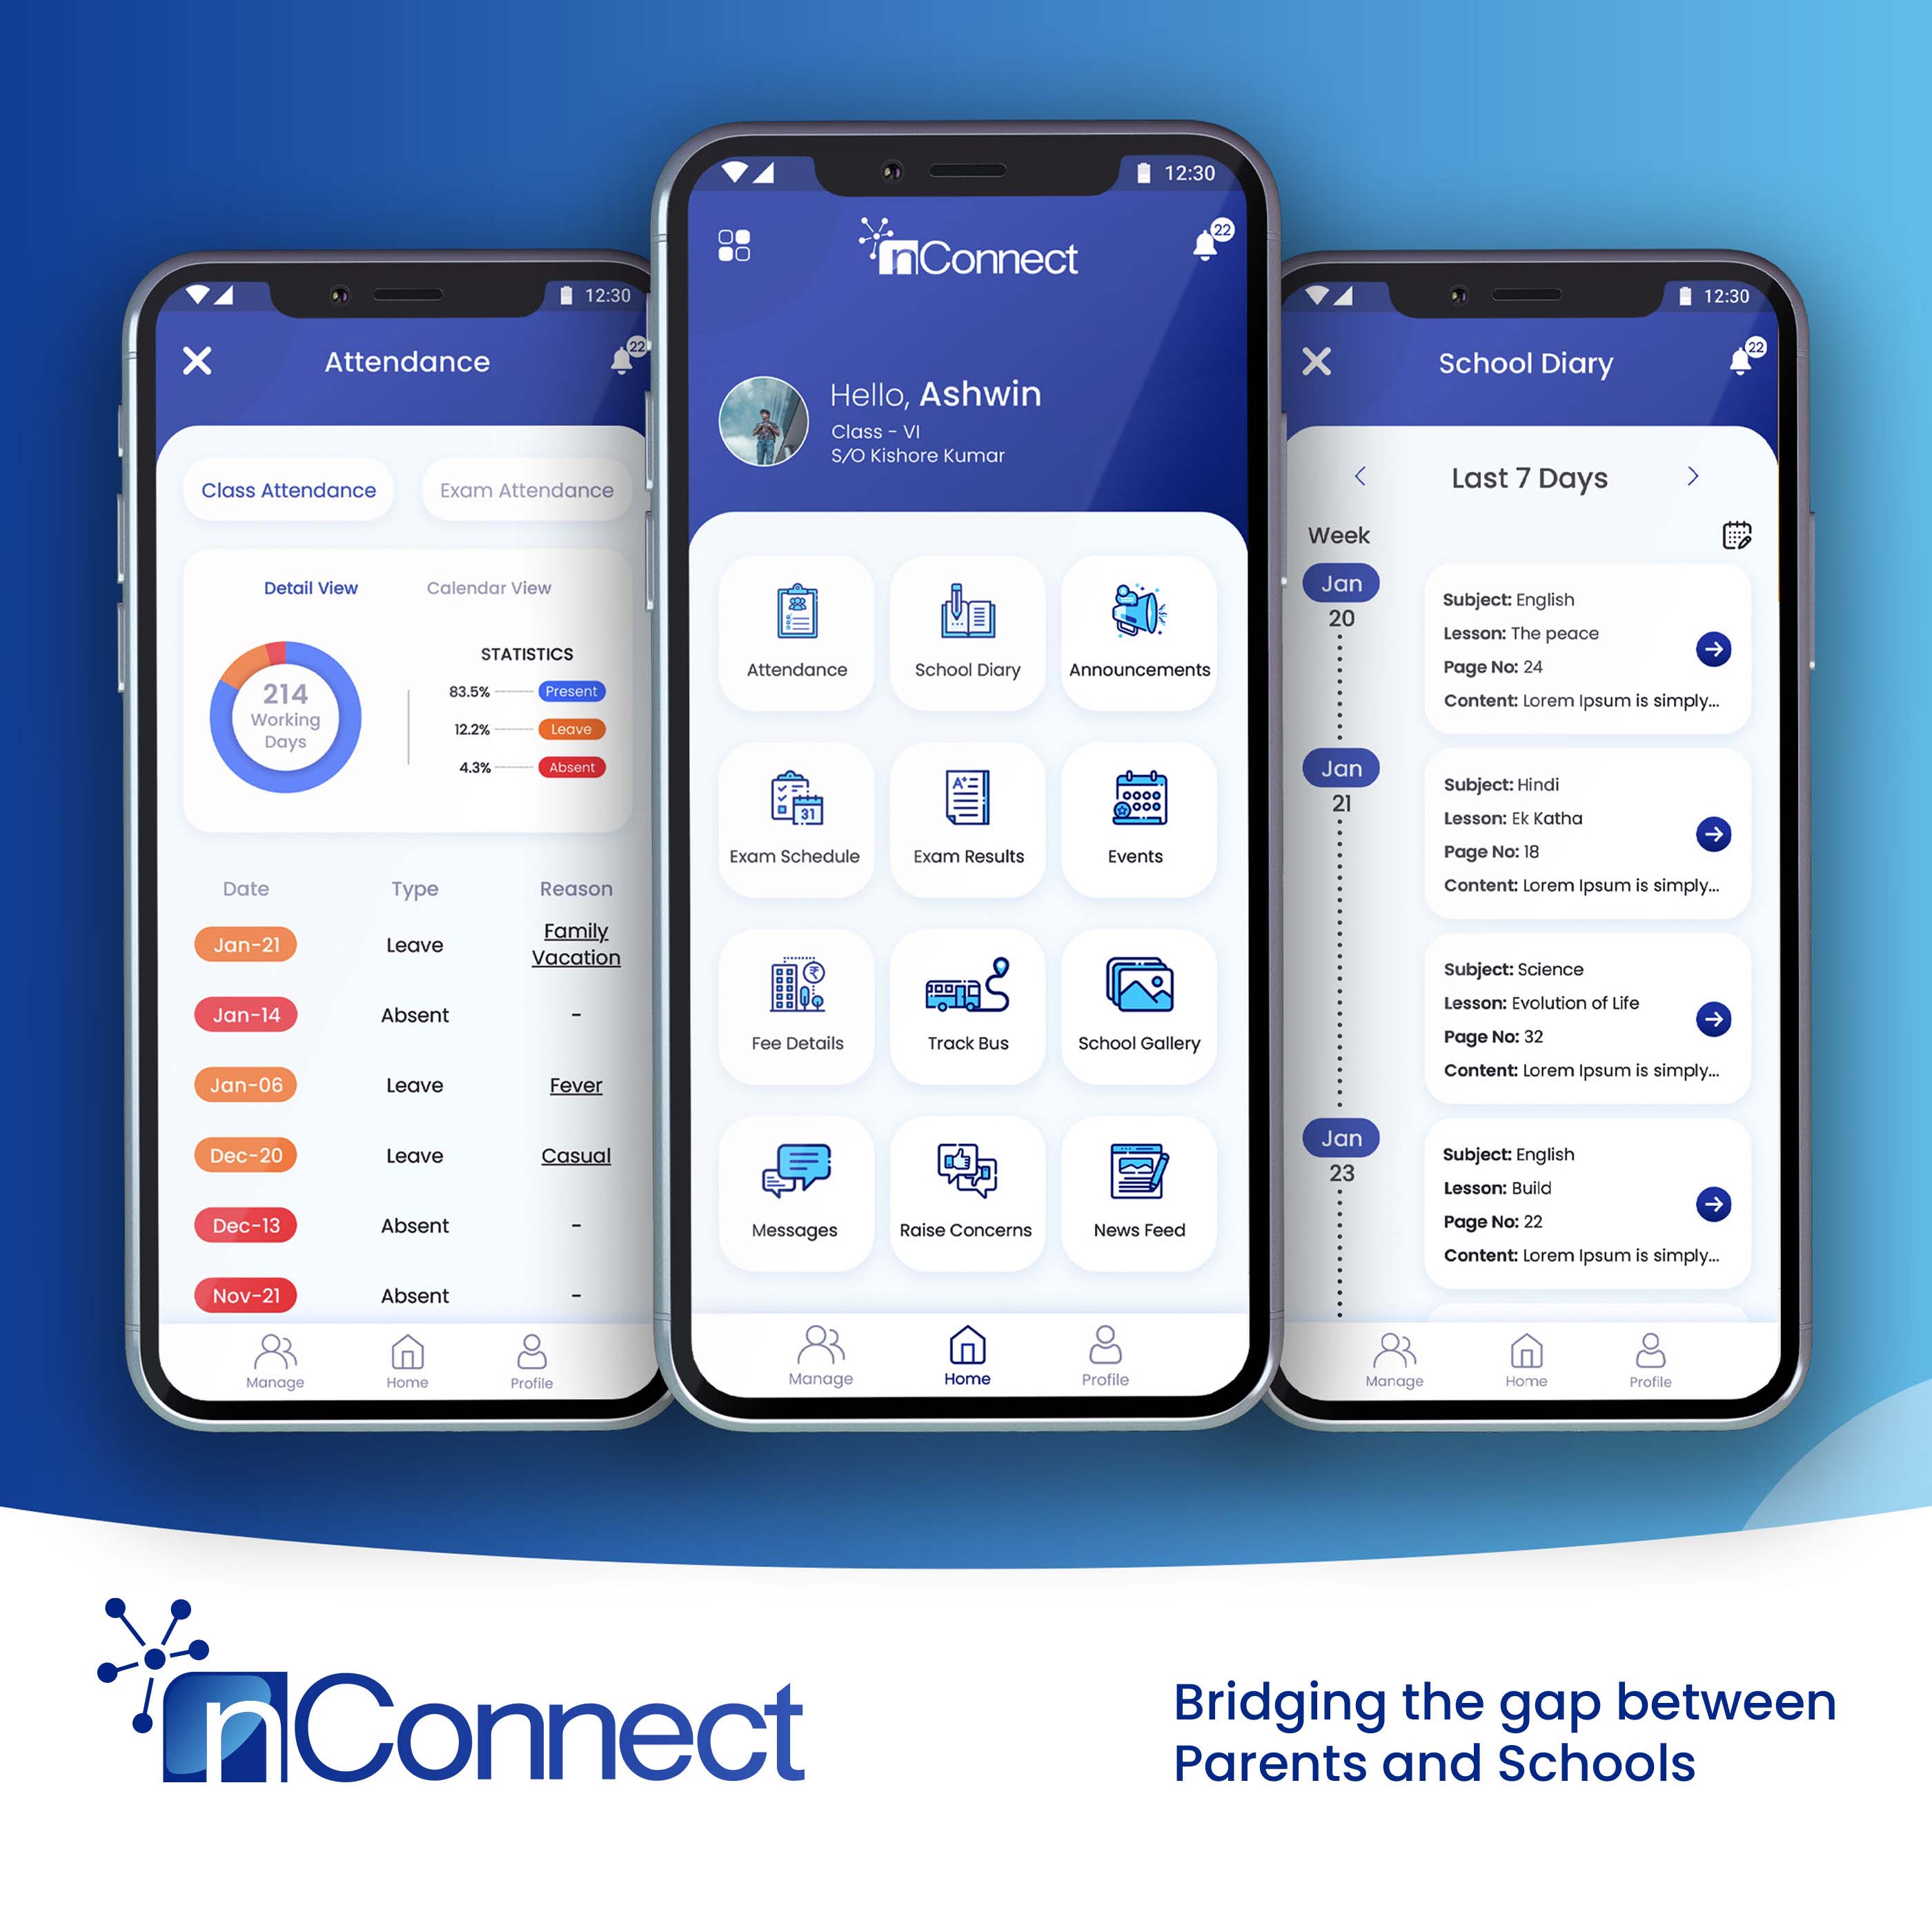 12:30
Attendance
22
Class Attendance
Exam Attendance
Detail View
Calendar View
214
Working
Days
STATISTICS
83.5% Present
12.2% Leave
4.3% Absent
Date Type Reason
Jan-21 Leave Family
Vacation
Jan-14 Absent -
Jan-06 Leave Fever
Dec-20 Leave Casual
Dec-13 Absent -
Nov-21 Absent -
Manage Home Profile
12:30
nConnect
22
Hello, Ashwin
Class - VI
S/O Kishore Kumar
Attendance School Diary Announcements
31
A+
Exam Schedule Exam Results Events
₹
Fee Details Track Bus School Gallery
Messages Raise Concerns News Feed
Manage Home Profile
12:30
School Diary
22
Last 7 Days
Week
Jan
20
Subject: English
Lesson: The peace
Page No: 24
Content: Lorem Ipsum is simply...
Jan
21
Subject: Hindi
Lesson: Ek Katha
Page No: 18
Content: Lorem Ipsum is simply...
Subject: Science
Lesson: Evolution of Life
Page No: 32
Content: Lorem Ipsum is simply...
Jan
23
Subject: English
Lesson: Build
Page No: 22
Content: Lorem Ipsum is simply...
Manage Home Profile
nConnect
Bridging the gap between
Parents and Schools